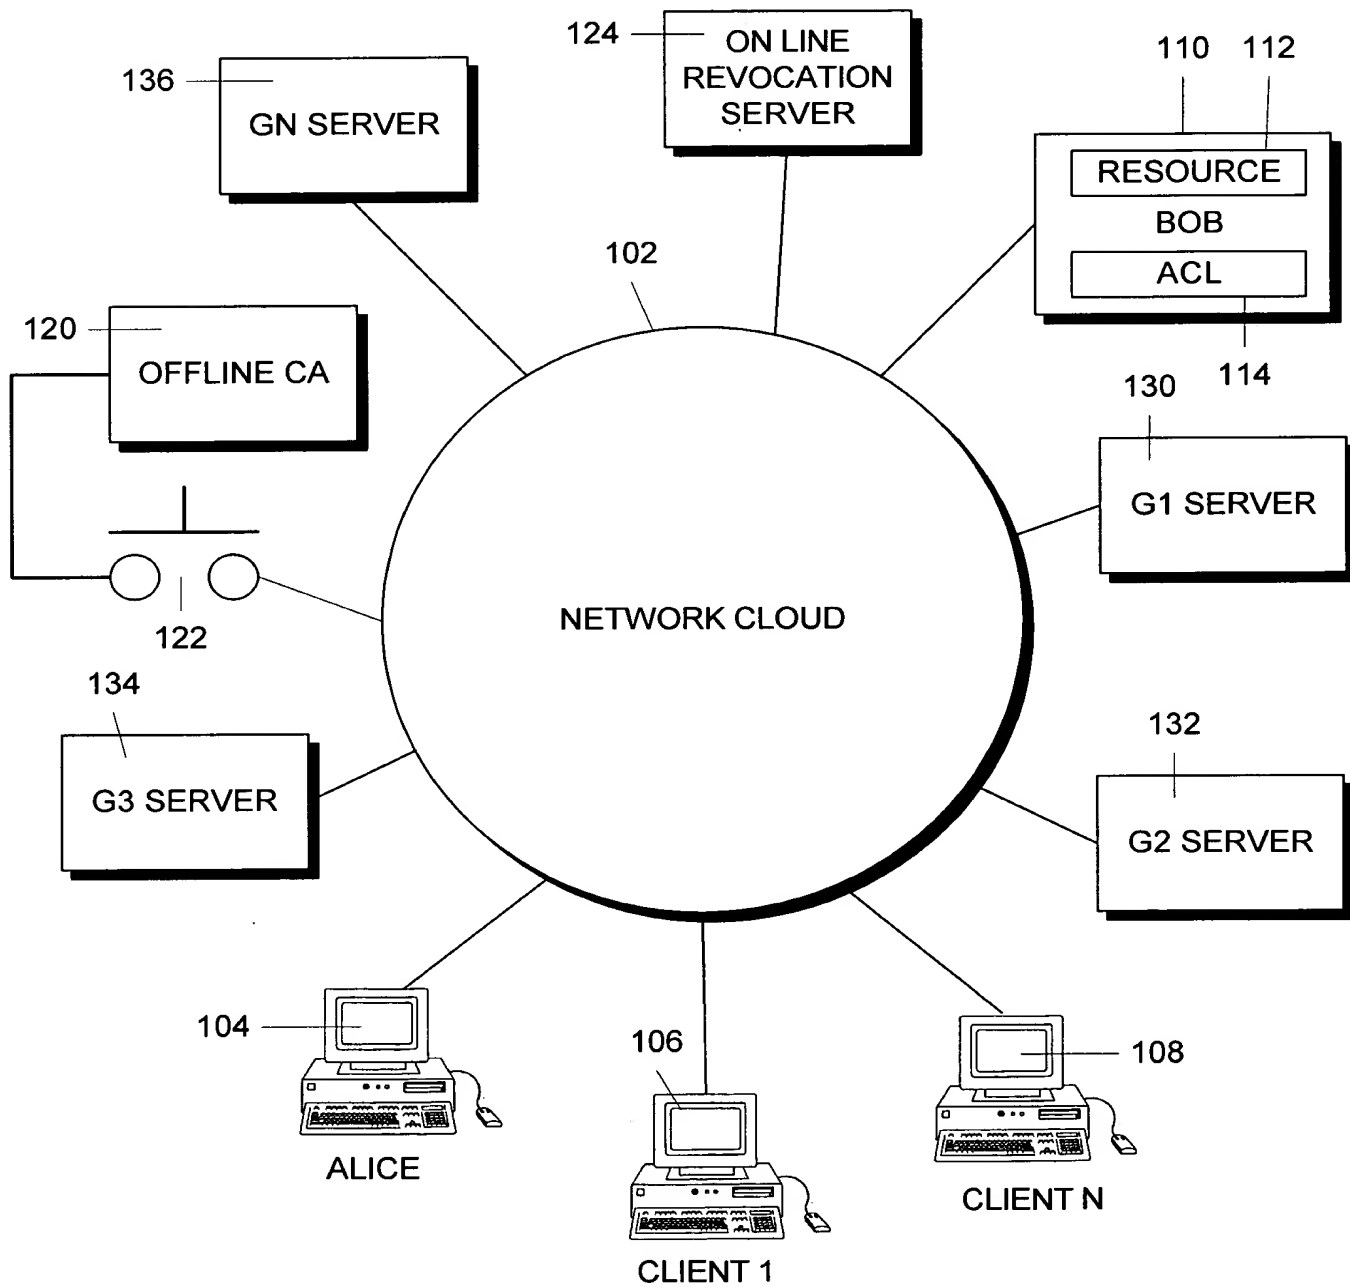 124
ON LINE
REVOCATION
SERVER
110
112
136
GN SERVER
RESOURCE
BOB
ACL
114
102
120
OFFLINE CA
130
G1 SERVER
122
NETWORK CLOUD
134
G3 SERVER
132
G2 SERVER
104
ALICE
106
CLIENT 1
108
CLIENT N